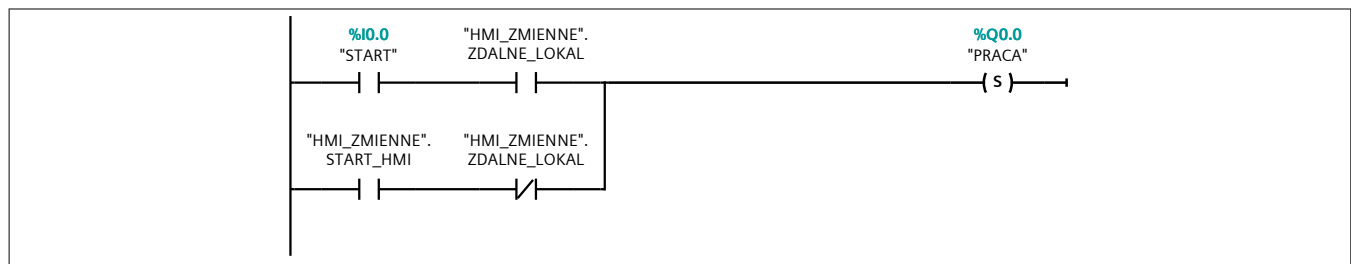 %I0.0
"START"
"HMI_ZMIENNE".
ZDALNE_LOKAL
%Q0.0
"PRACA"
S
"HMI_ZMIENNE".
START_HMI
"HMI_ZMIENNE".
ZDALNE_LOKAL